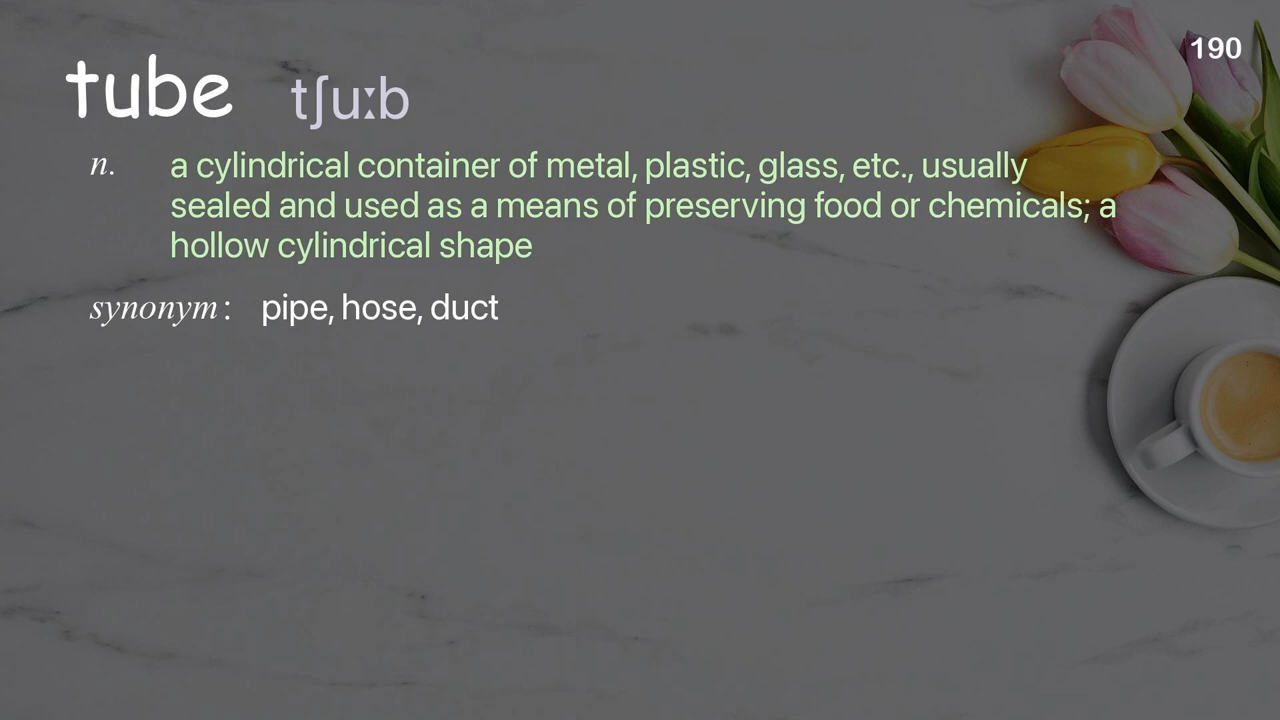 190
tube tʃuːb
n. a cylindrical container of metal, plastic, glass, etc., usually
sealed and used as a means of preserving food or chemicals; a
hollow cylindrical shape
synonym: pipe, hose, duct